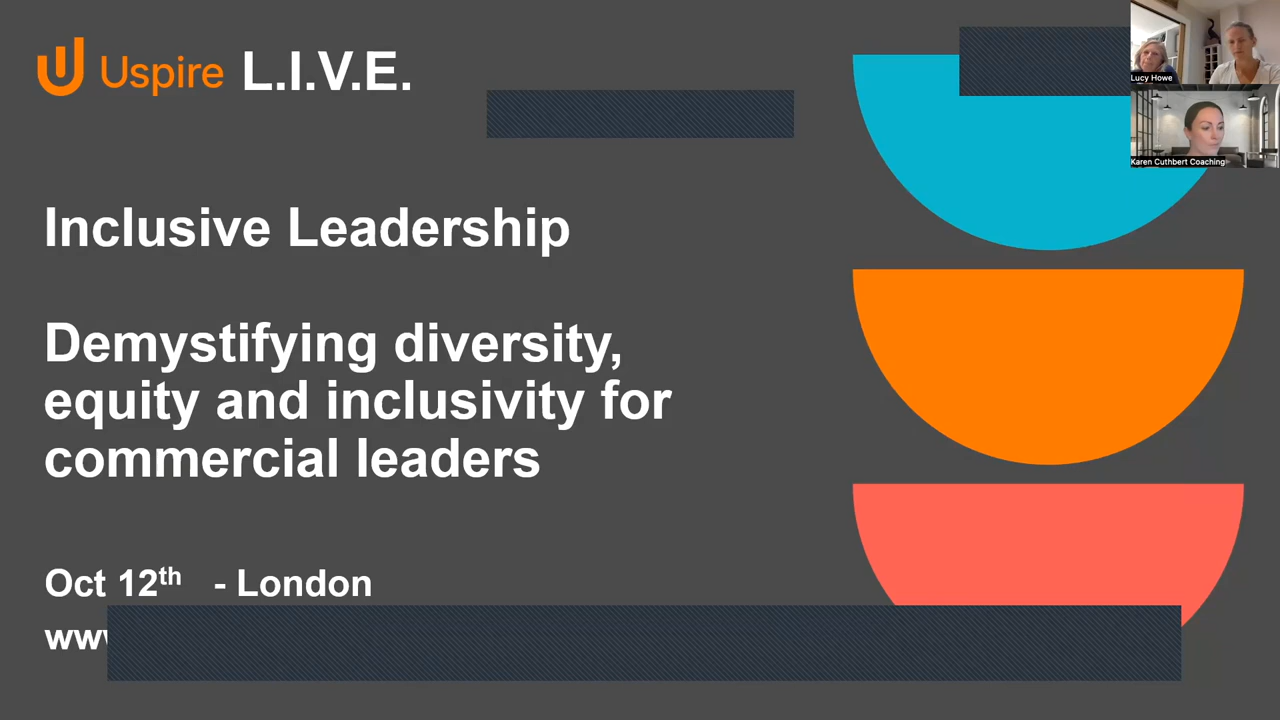 Uspire L.I.V.E.
Lucy Howe
Karen Cuthbert Coaching
Inclusive Leadership
Demystifying diversity,
equity and inclusivity for
commercial leaders
Oct 12th - London